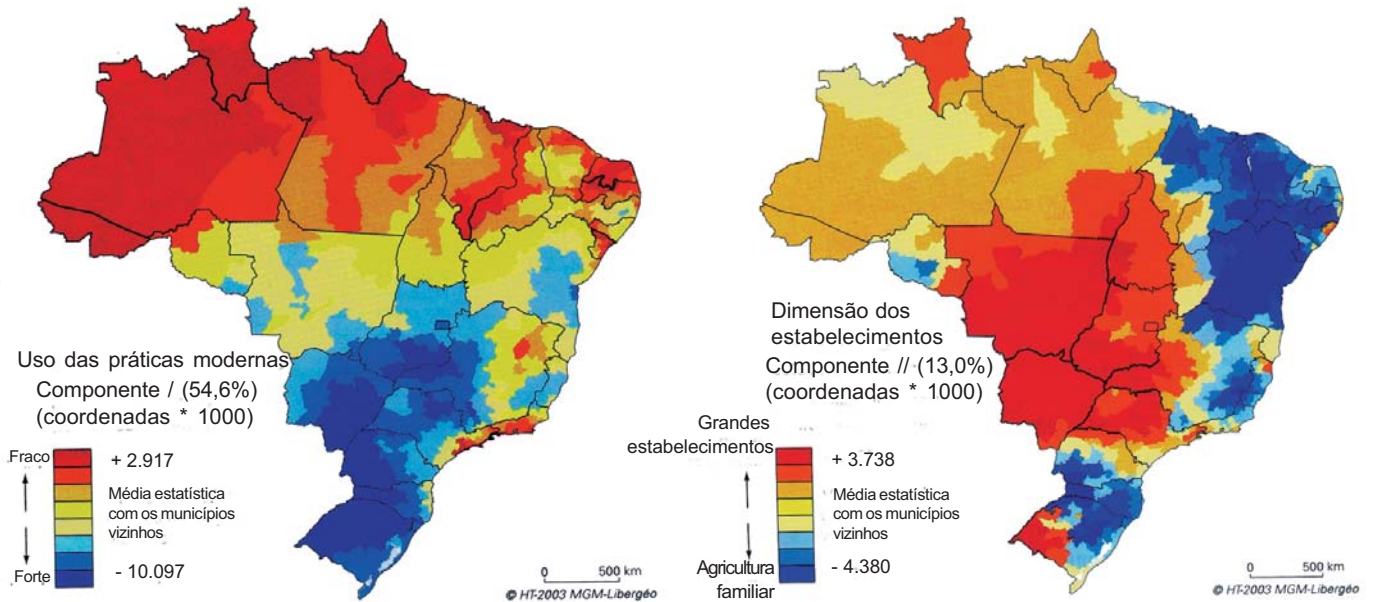 Uso das práticas modernas
Componente / (54,6%)
(coordenadas * 1000)
Fraco
+ 2.917
Média estatística
com os municípios
vizinhos
Forte
- 10.097
0 500 km
© HT-2003 MGM-Libergéo
Dimensão dos
estabelecimentos
Componente // (13,0%)
(coordenadas * 1000)
Grandes
estabelecimentos
+ 3.738
Média estatística
com os municípios
vizinhos
Agricultura
familiar
- 4.380
0 500 km
© HT-2003 MGM-Libergéo